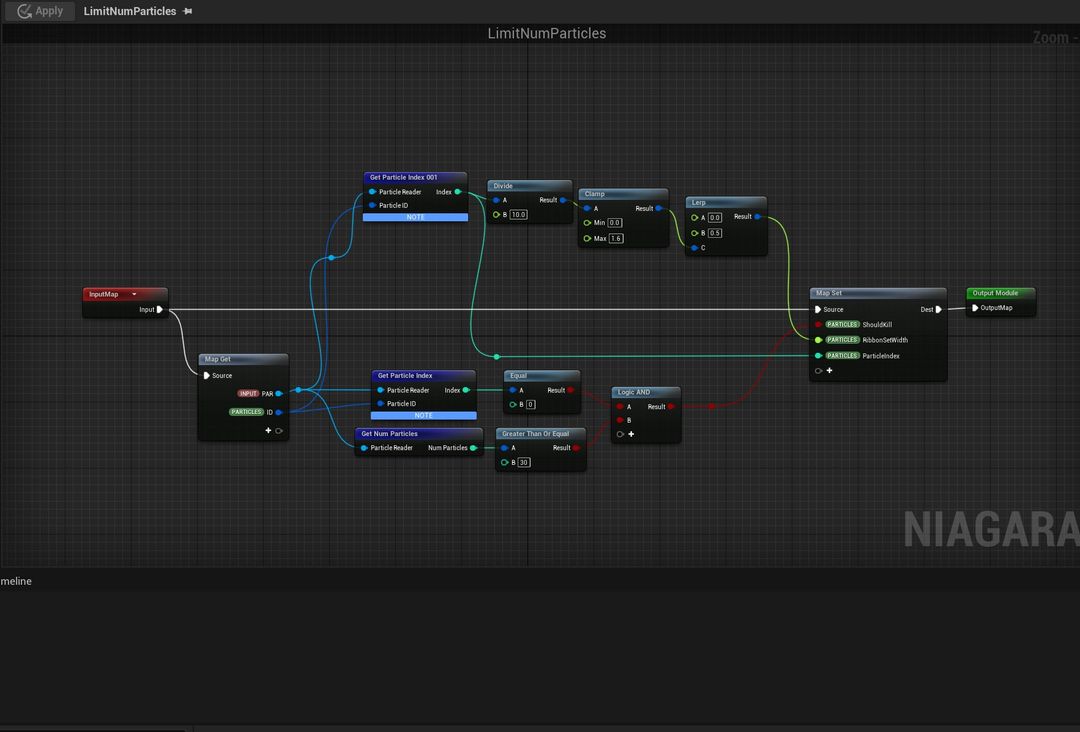 Apply LimitNumParticles
LimitNumParticles
Zoom -
Get Particle Index 001
Particle Reader Index
Particle ID
NOTE
Divide
A Result
B 10.0
Clamp
A Result
Min 0.0
Max 1.6
Lerp
A 0.0 Result
B 0.5
C
InputMap
Input
Map Get
Source
INPUT PAR
PARTICLES ID
Get Particle Index
Particle Reader Index
Particle ID
NOTE
Get Num Particles
Particle Reader Num Particles
Equal
A Result
B 0
Greater Than Or Equal
A Result
B 30
Logic AND
A Result
B
Map Set
Source Dest
PARTICLES ShouldKill
PARTICLES RibbonSetWidth
PARTICLES ParticleIndex
Output Module
OutputMap
NIAGARA
meline